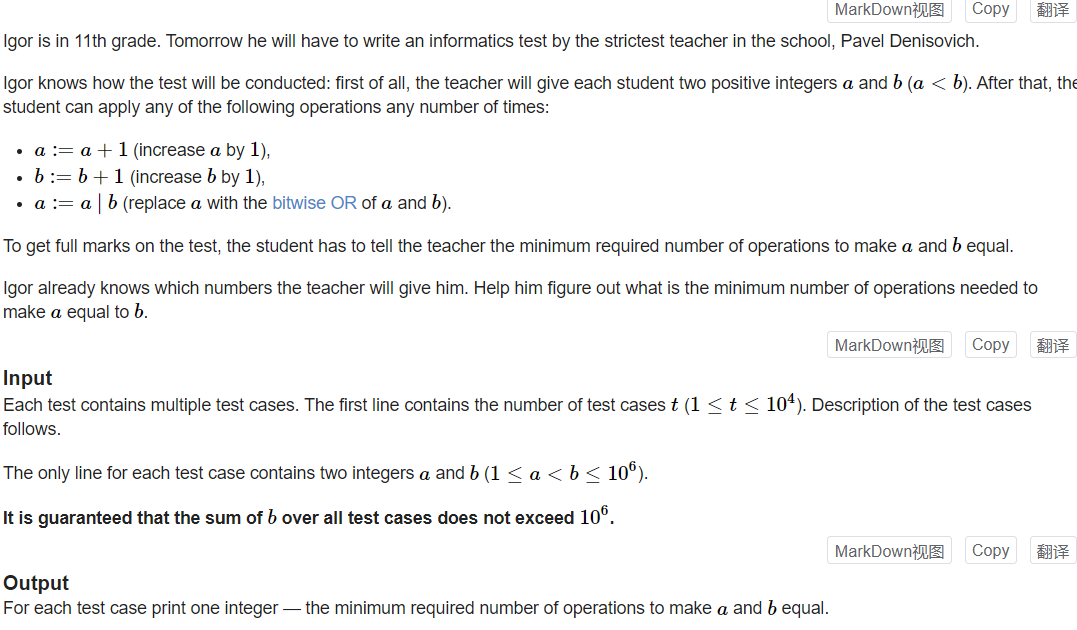 MarkDown视图 Copy 翻译
Igor is in 11th grade. Tomorrow he will have to write an informatics test by the strictest teacher in the school, Pavel Denisovich.
Igor knows how the test will be conducted: first of all, the teacher will give each student two positive integers a and b (a < b). After that, the
student can apply any of the following operations any number of times:
• a := a + 1 (increase a by 1),
• b := b + 1 (increase b by 1),
• a := a | b (replace a with the bitwise OR of a and b).
To get full marks on the test, the student has to tell the teacher the minimum required number of operations to make a and b equal.
Igor already knows which numbers the teacher will give him. Help him figure out what is the minimum number of operations needed to
make a equal to b.
MarkDown视图 Copy 翻译
Input
Each test contains multiple test cases. The first line contains the number of test cases t (1 ≤ t ≤ 10⁴). Description of the test cases
follows.
The only line for each test case contains two integers a and b (1 ≤ a < b ≤ 10⁶).
It is guaranteed that the sum of b over all test cases does not exceed 10⁶.
MarkDown视图 Copy 翻译
Output
For each test case print one integer — the minimum required number of operations to make a and b equal.